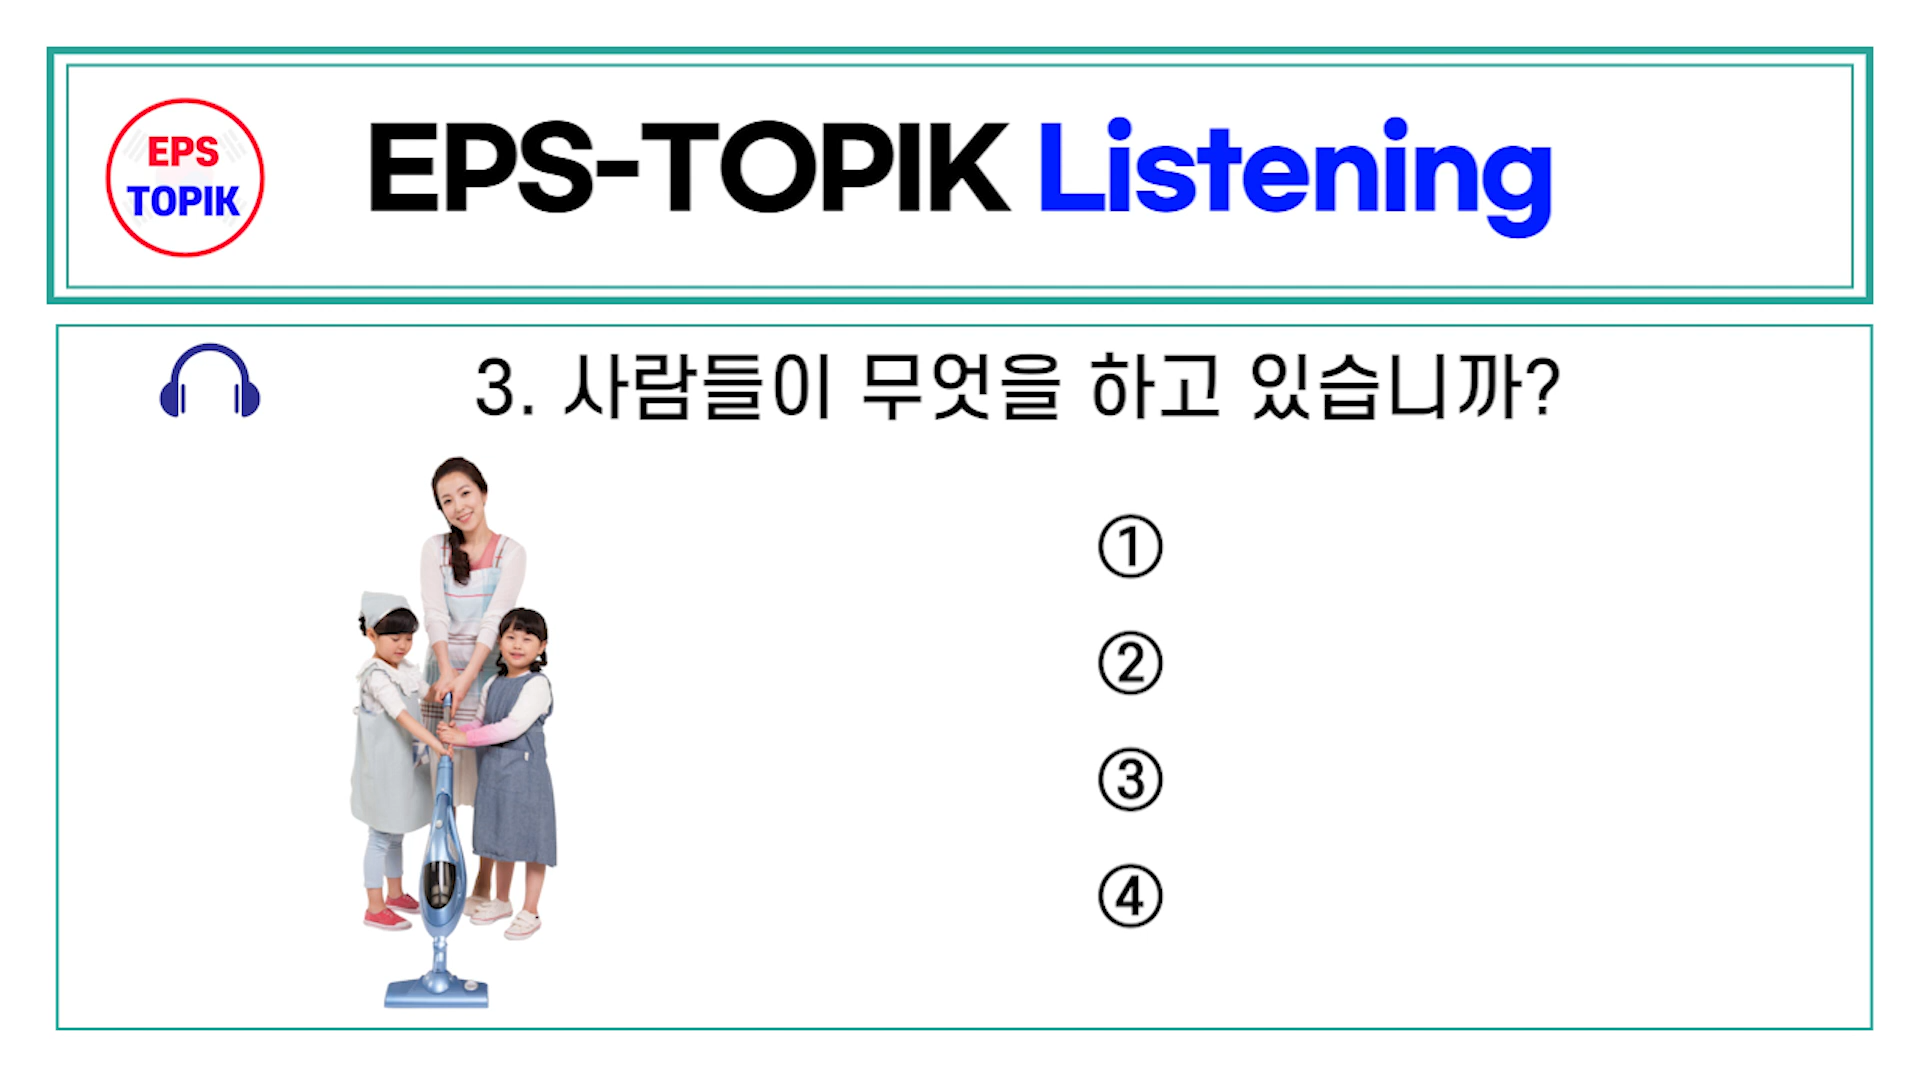 EPS
TOPIK
EPS-TOPIK Listening
3. 사람들이 무엇을 하고 있습니까?
①
②
③
④